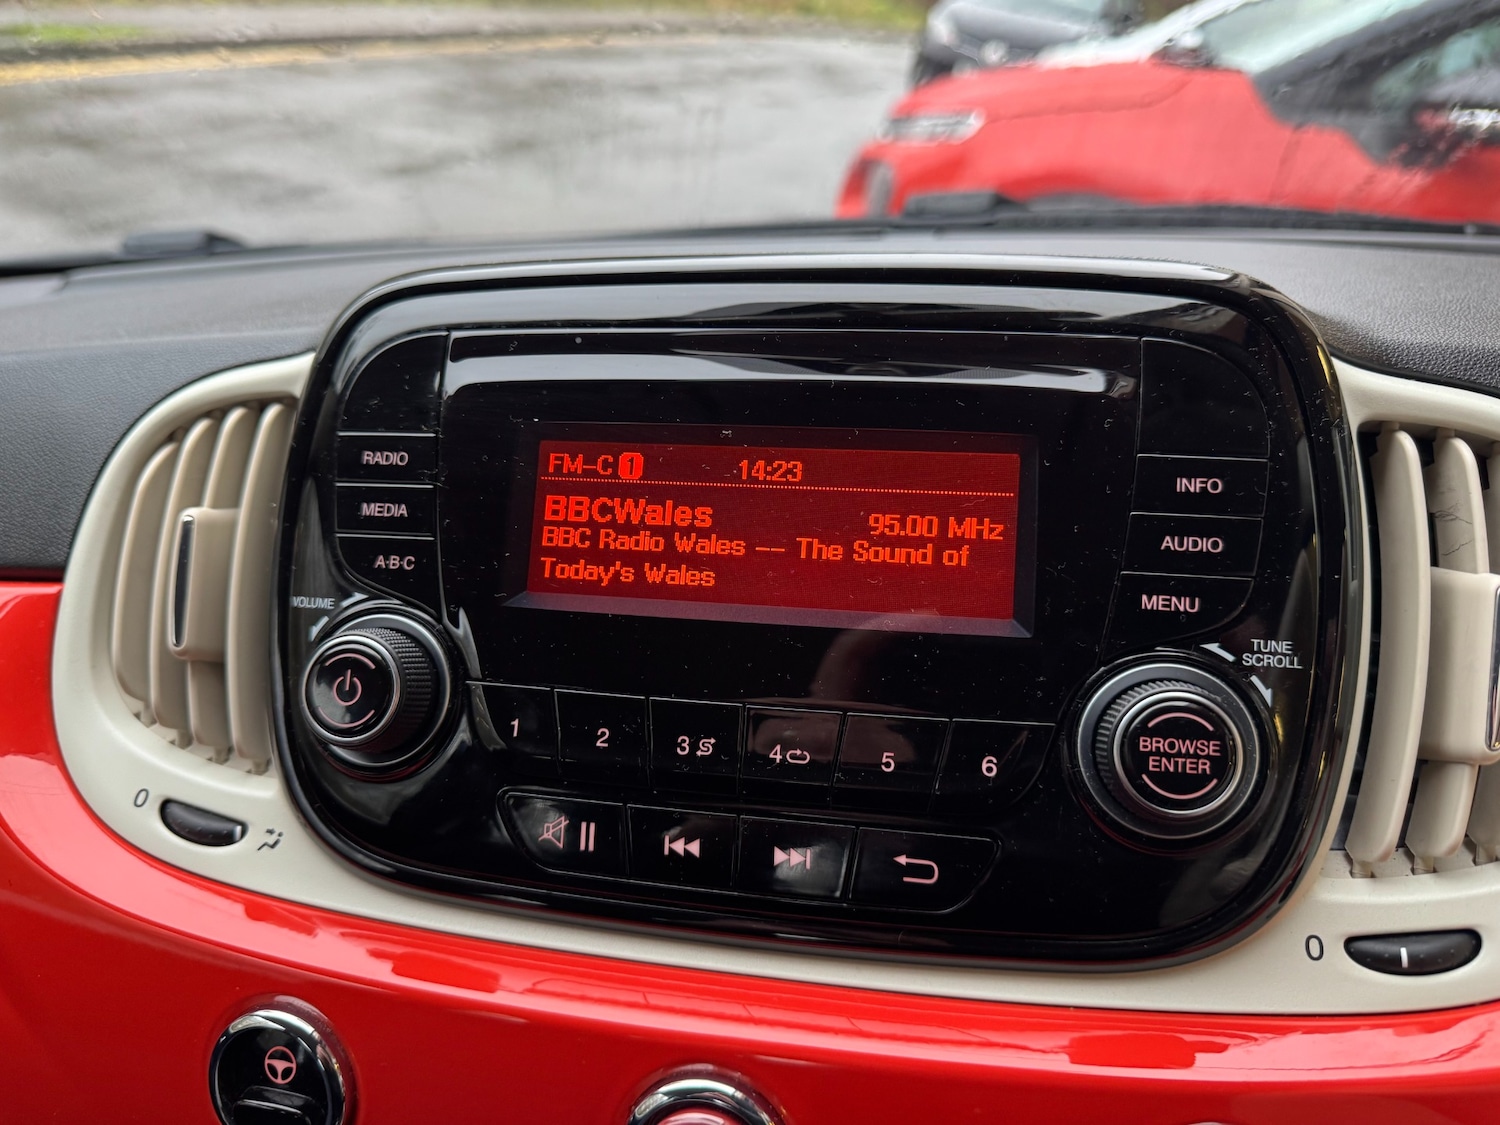 FM-C 1 14:23
BBCWales 95.00 MHz
BBC Radio Wales -- The Sound of
Today's Wales
RADIO
MEDIA
A·B·C
VOLUME
INFO
AUDIO
MENU
TUNE
SCROLL
BROWSE
ENTER
1 2 3 4 5 6
0
0